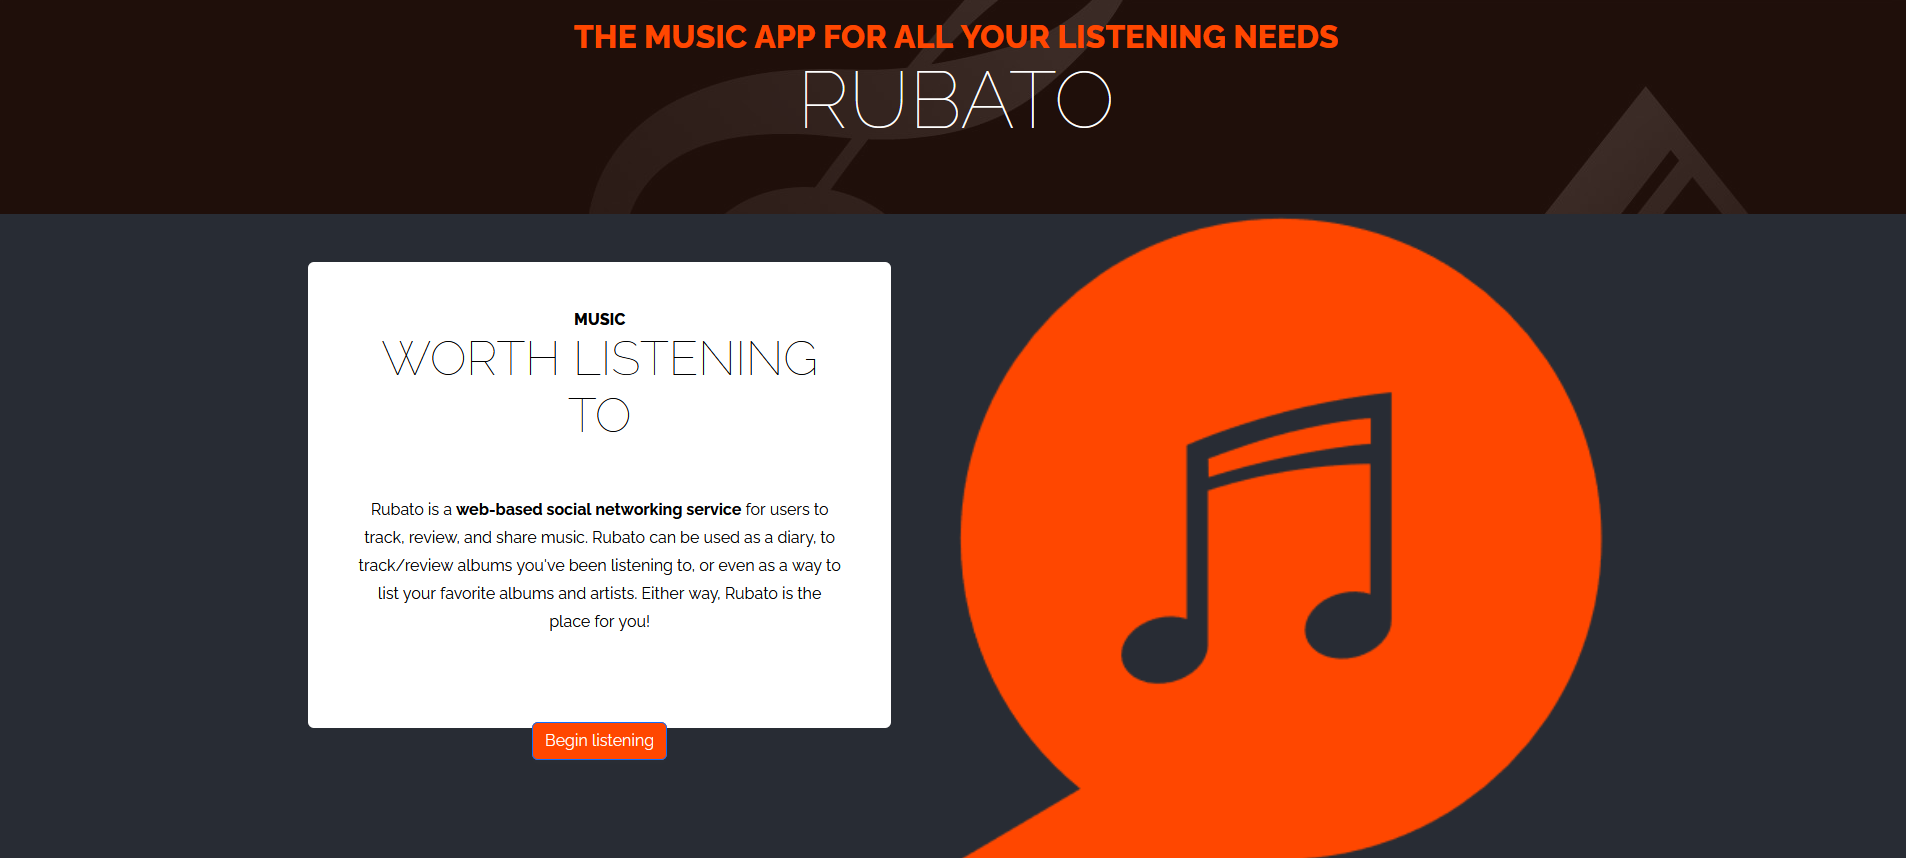 THE MUSIC APP FOR ALL YOUR LISTENING NEEDS
RUBATO
MUSIC
WORTH LISTENING
TO
Rubato is a web-based social networking service for users to
track, review, and share music. Rubato can be used as a diary, to
track/review albums you've been listening to, or even as a way to
list your favorite albums and artists. Either way, Rubato is the
place for you!
Begin listening